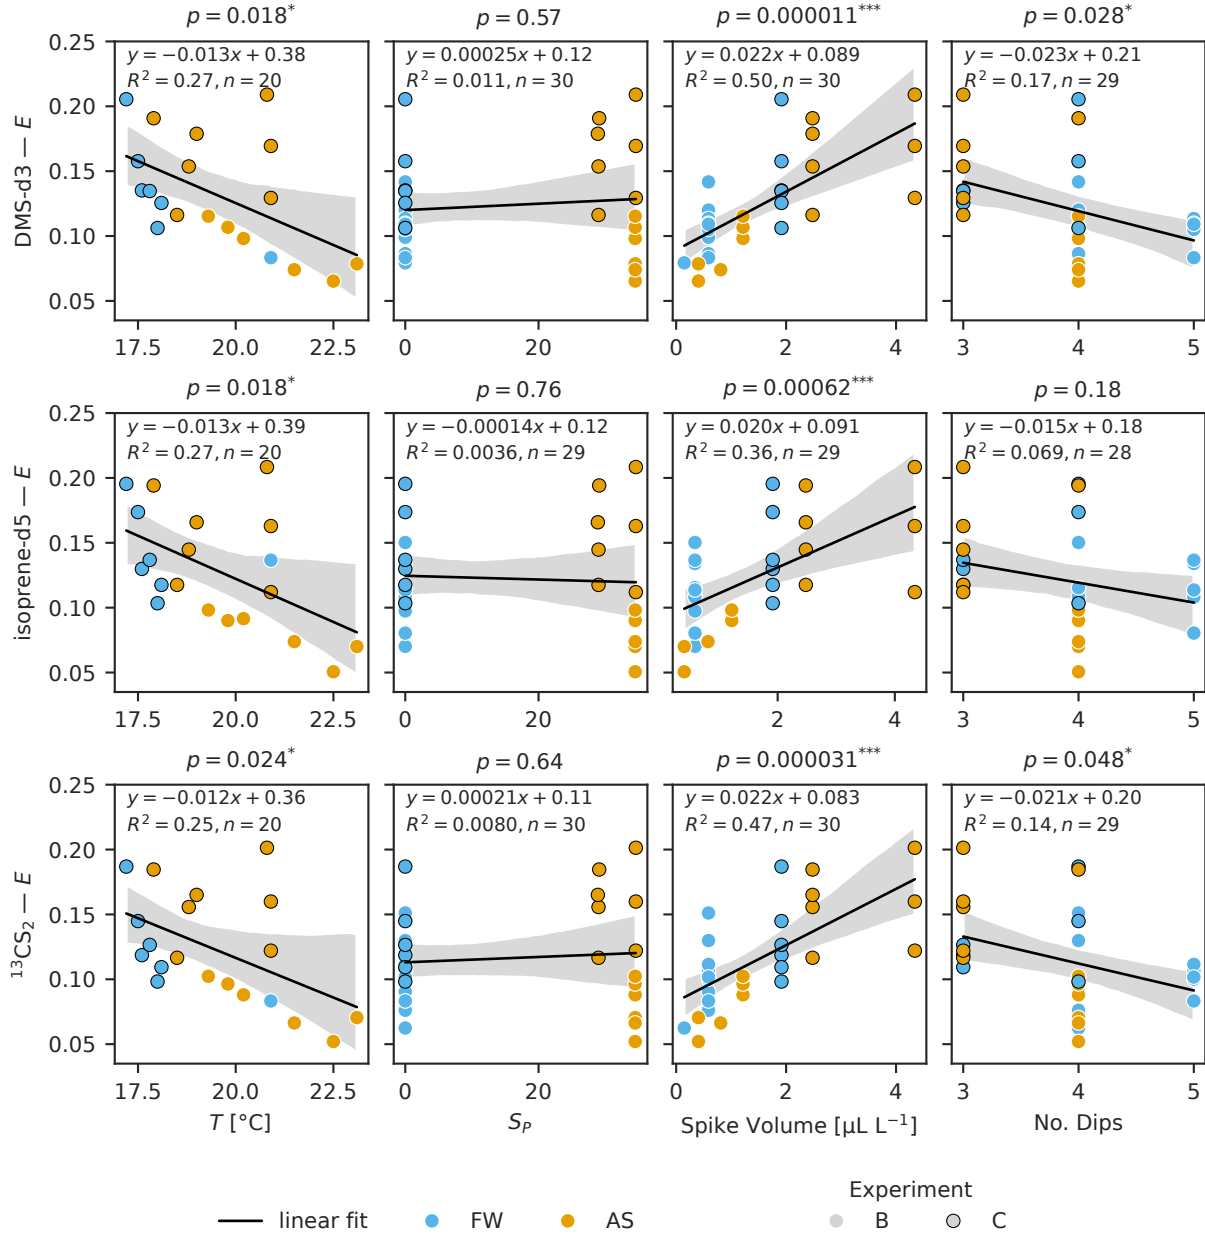 p = 0.018* p = 0.57 p = 0.000011*** p = 0.028*
y = −0.013x + 0.38 y = 0.00025x + 0.12 y = 0.022x + 0.089 y = −0.023x + 0.21
R² = 0.27, n = 20 R² = 0.011, n = 30 R² = 0.50, n = 30 R² = 0.17, n = 29
DMS-d3 — E
0.25
0.20
0.15
0.10
0.05
17.5 20.0 22.5 0 20 0 2 4 3 4 5
p = 0.018* p = 0.76 p = 0.00062*** p = 0.18
y = −0.013x + 0.39 y = −0.00014x + 0.12 y = 0.020x + 0.091 y = −0.015x + 0.18
R² = 0.27, n = 20 R² = 0.0036, n = 29 R² = 0.36, n = 29 R² = 0.069, n = 28
isoprene-d5 — E
0.25
0.20
0.15
0.10
0.05
17.5 20.0 22.5 0 20 2 4 3 4 5
p = 0.024* p = 0.64 p = 0.000031*** p = 0.048*
y = −0.012x + 0.36 y = 0.00021x + 0.11 y = 0.022x + 0.083 y = −0.021x + 0.20
R² = 0.25, n = 20 R² = 0.0080, n = 30 R² = 0.47, n = 30 R² = 0.14, n = 29
¹³CS₂ — E
0.25
0.20
0.15
0.10
0.05
17.5 20.0 22.5 0 20 0 2 4 3 4 5
T [°C] S_P Spike Volume [µL L⁻¹] No. Dips
Experiment
linear fit FW AS B C